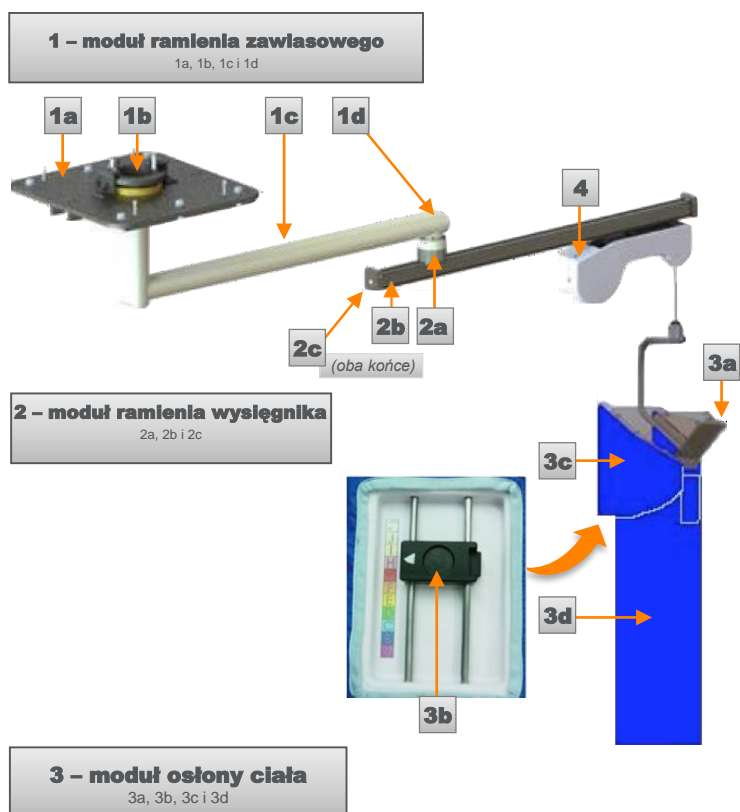 1 – moduł ramienia zawiasowego
1a, 1b, 1c i 1d
1a
1b
1c
1d
4
2c
2b
2a
(oba końce)
3a
2 – moduł ramienia wysięgnika
2a, 2b i 2c
3c
3d
3b
3 – moduł osłony ciała
3a, 3b, 3c i 3d